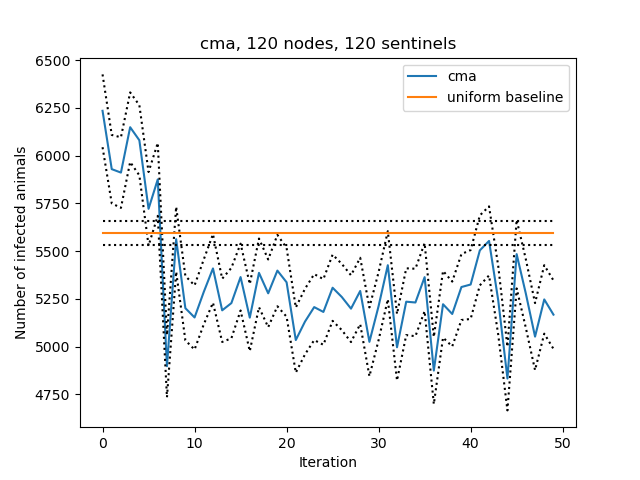 cma, 120 nodes, 120 sentinels
cma
uniform baseline
Number of infected animals
6500
6250
6000
5750
5500
5250
5000
4750
0 10 20 30 40 50
Iteration